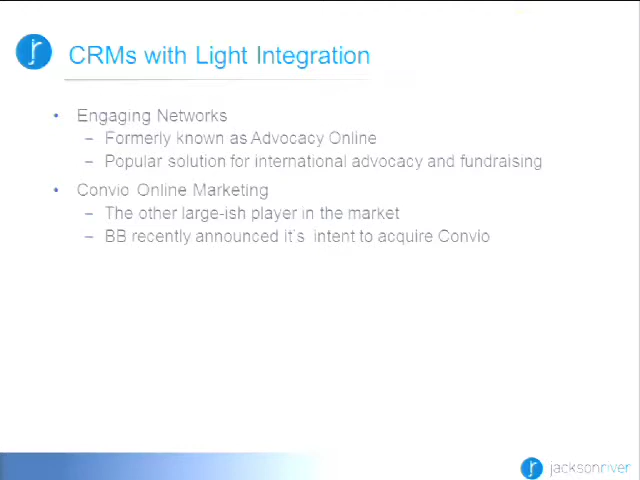 CRMs with Light Integration
• Engaging Networks
– Formerly known as Advocacy Online
– Popular solution for international advocacy and fundraising
• Convio Online Marketing
– The other large-ish player in the market
– BB recently announced it's intent to acquire Convio
jacksonriver